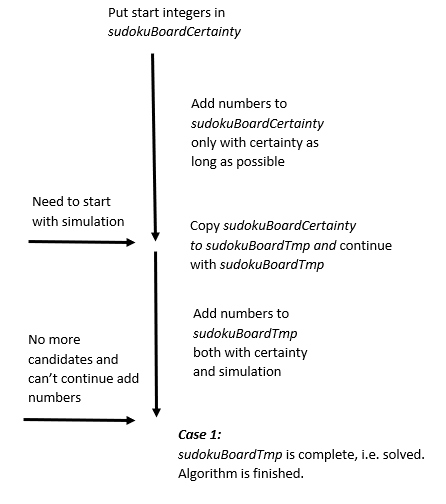 Put start integers in
sudokuBoardCertainty
Add numbers to
sudokuBoardCertainty
only with certainty as
long as possible
Need to start
with simulation
Copy sudokuBoardCertainty
to sudokuBoardTmp and continue
with sudokuBoardTmp
Add numbers to
sudokuBoardTmp
both with certainty
and simulation
No more
candidates and
can’t continue add
numbers
Case 1:
sudokuBoardTmp is complete, i.e. solved.
Algorithm is finished.